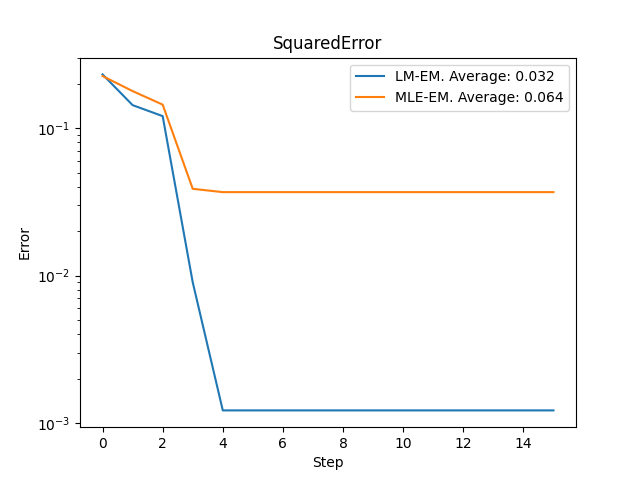 SquaredError
LM-EM. Average: 0.032
MLE-EM. Average: 0.064
10⁻¹
10⁻²
10⁻³
Error
0 2 4 6 8 10 12 14
Step